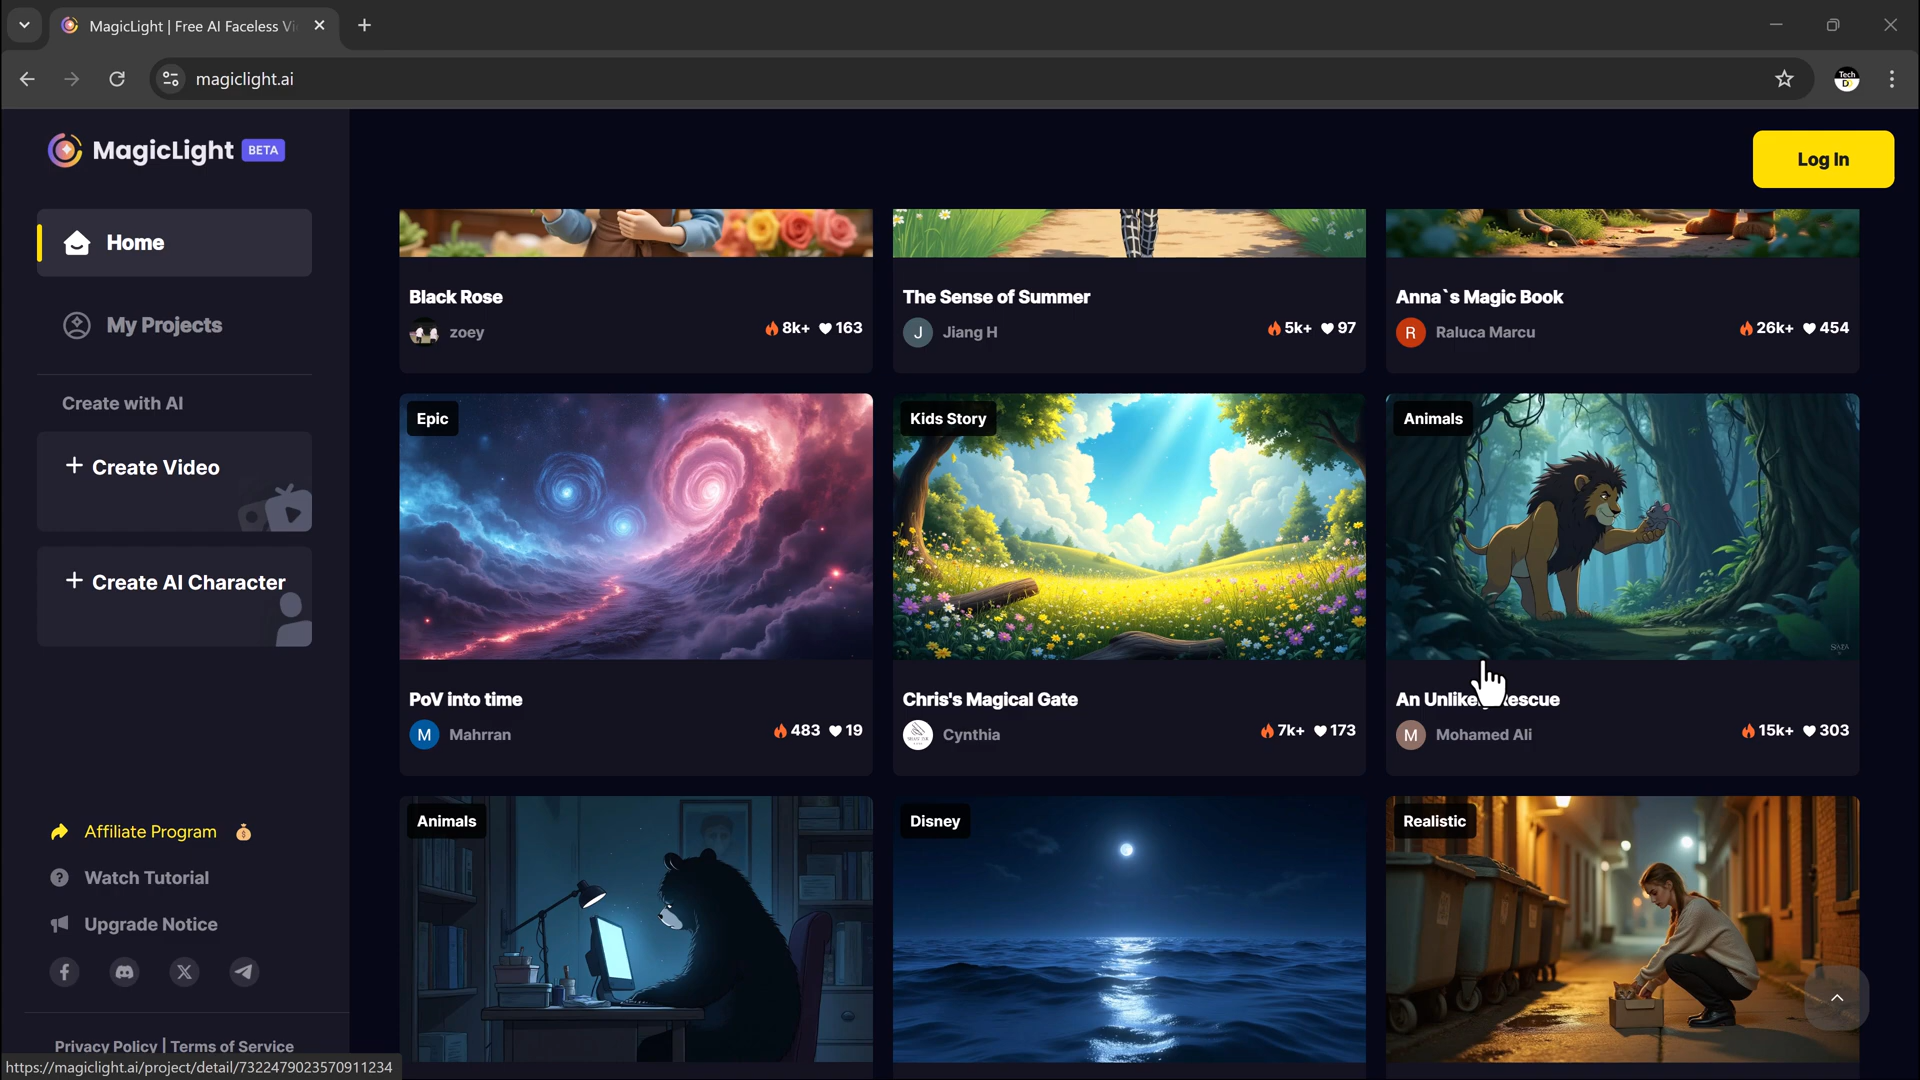 MagicLight | Free AI Faceless Vi
magiclight.ai
Tech
D
MagicLight BETA
Log In
Home
My Projects
Create with AI
+ Create Video
+ Create AI Character
Affiliate Program
Watch Tutorial
Upgrade Notice
Privacy Policy | Terms of Service
https://magiclight.ai/project/detail/7322479023570911234
Black Rose
zoey
8k+ 163
The Sense of Summer
J Jiang H
5k+ 97
Anna`s Magic Book
R Raluca Marcu
26k+ 454
Epic
PoV into time
M Mahrran
483 19
Kids Story
Chris's Magical Gate
Cynthia
7k+ 173
Animals
An Unlikely Rescue
M Mohamed Ali
15k+ 303
Animals
Disney
Realistic